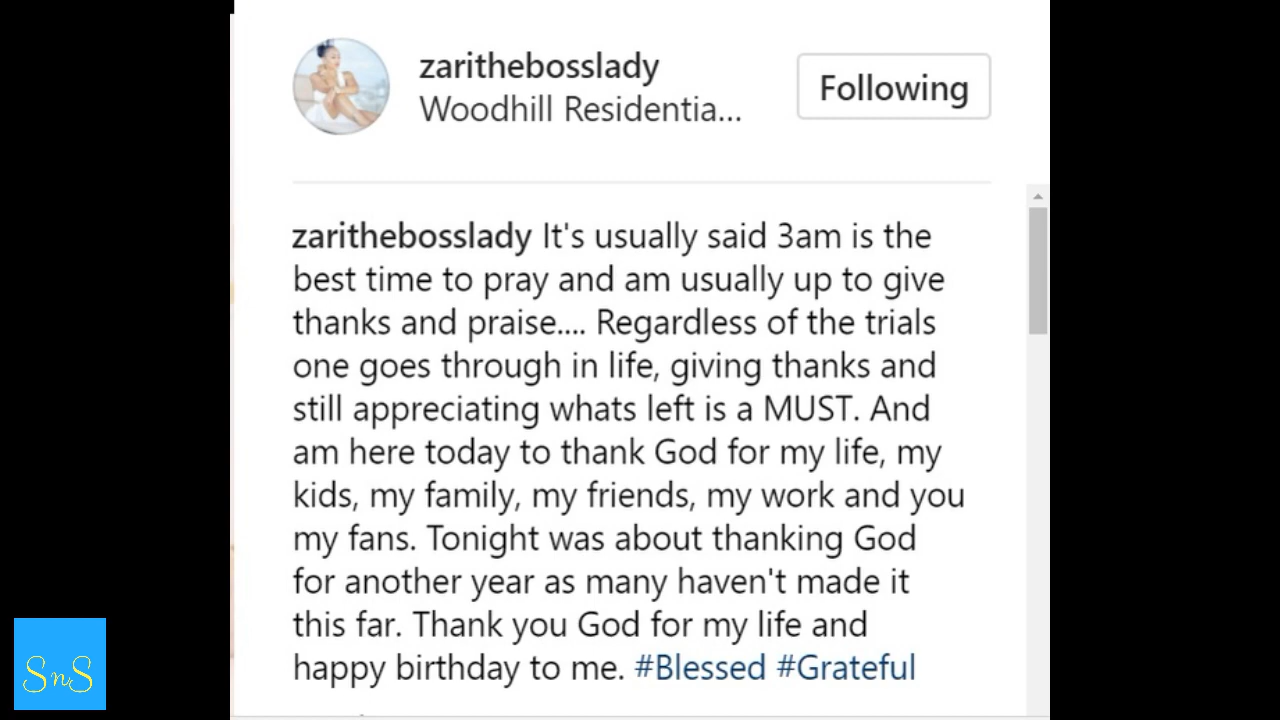 zarithebosslady
Woodhill Residentia...
Following
zarithebosslady It's usually said 3am is the
best time to pray and am usually up to give
thanks and praise.... Regardless of the trials
one goes through in life, giving thanks and
still appreciating whats left is a MUST. And
am here today to thank God for my life, my
kids, my family, my friends, my work and you
my fans. Tonight was about thanking God
for another year as many haven't made it
this far. Thank you God for my life and
happy birthday to me. #Blessed #Grateful
SnS